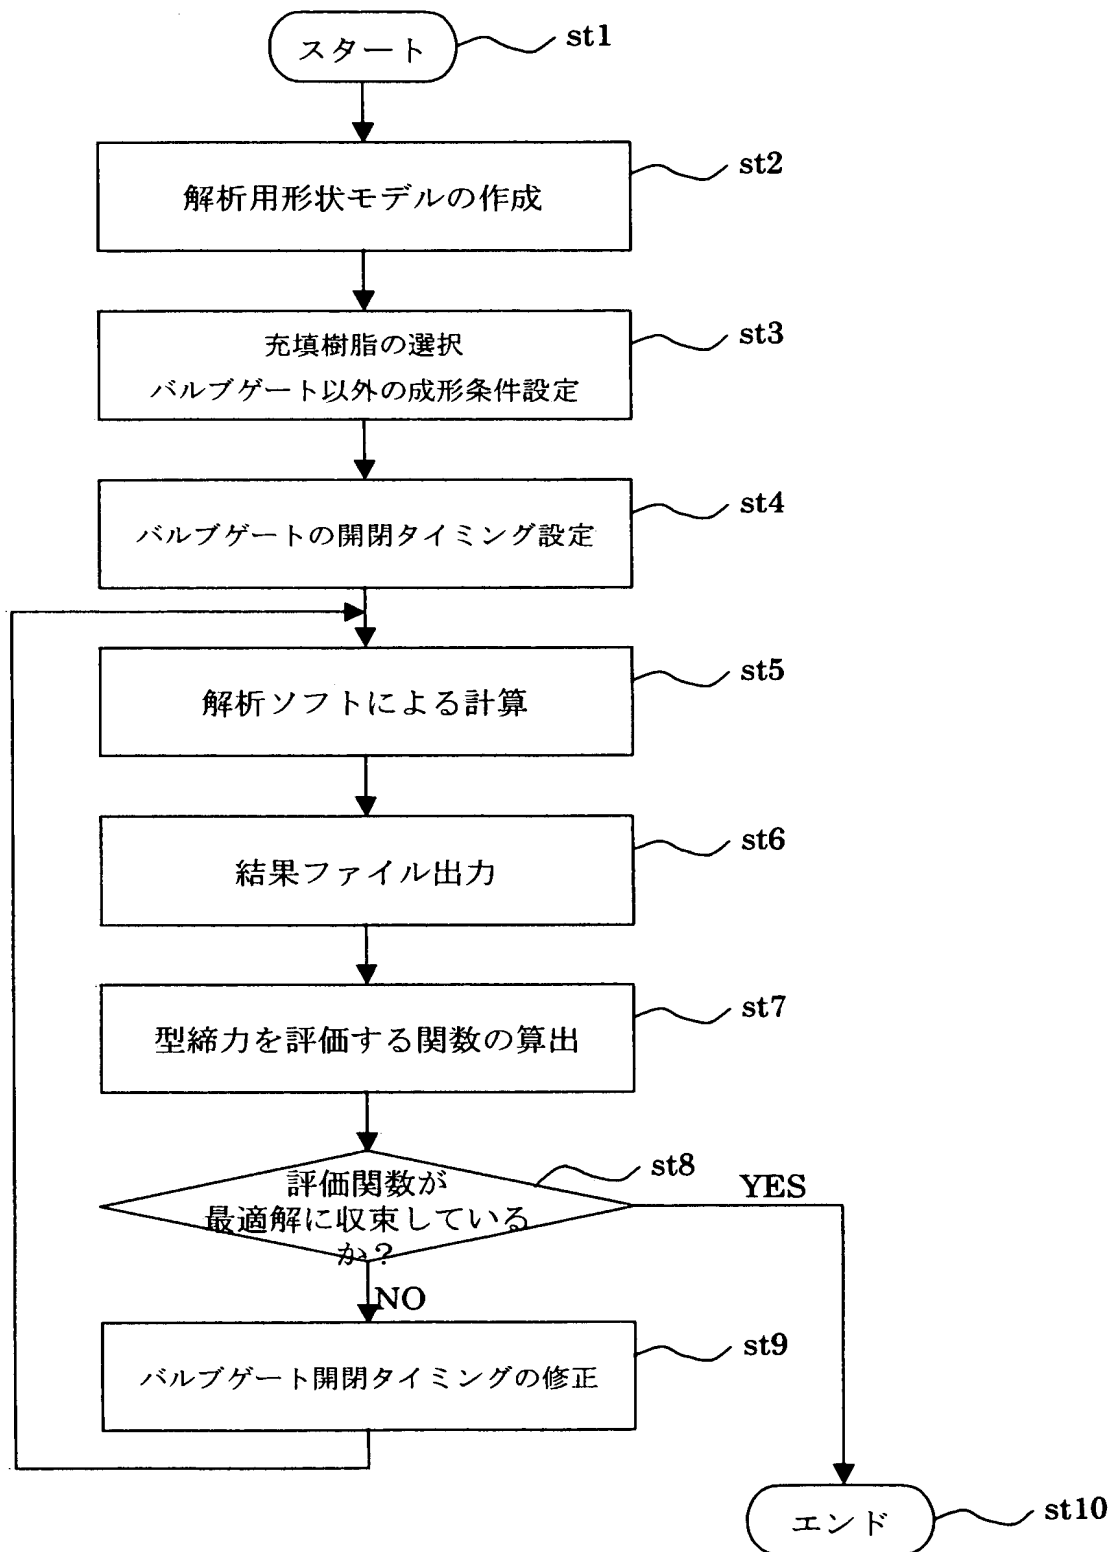 スタート
st1
解析用形状モデルの作成
st2
充填樹脂の選択
バルブゲート以外の成形条件設定
st3
バルブゲートの開閉タイミング設定
st4
解析ソフトによる計算
st5
結果ファイル出力
st6
型締力を評価する関数の算出
st7
評価関数が
最適解に収束している
か?
st8
YES
NO
バルブゲート開閉タイミングの修正
st9
エンド
st10